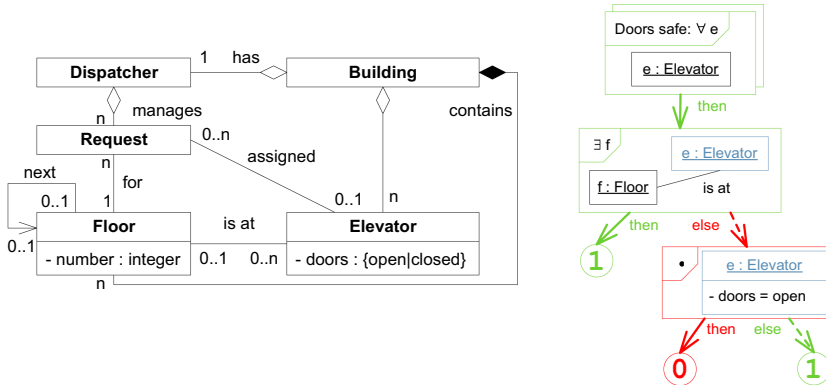 1
has
Dispatcher
Building
manages
contains
n
Request
0..n
n
assigned
next
for
n
0..1
1
0..1
0..1
Floor
is at
Elevator
- number : integer
0..1
0..n
- doors : {open|closed}
n
Doors safe: ∀ e
e : Elevator
then
∃ f
e : Elevator
f : Floor
is at
then
else
1
•
e : Elevator
- doors = open
then
else
0
1